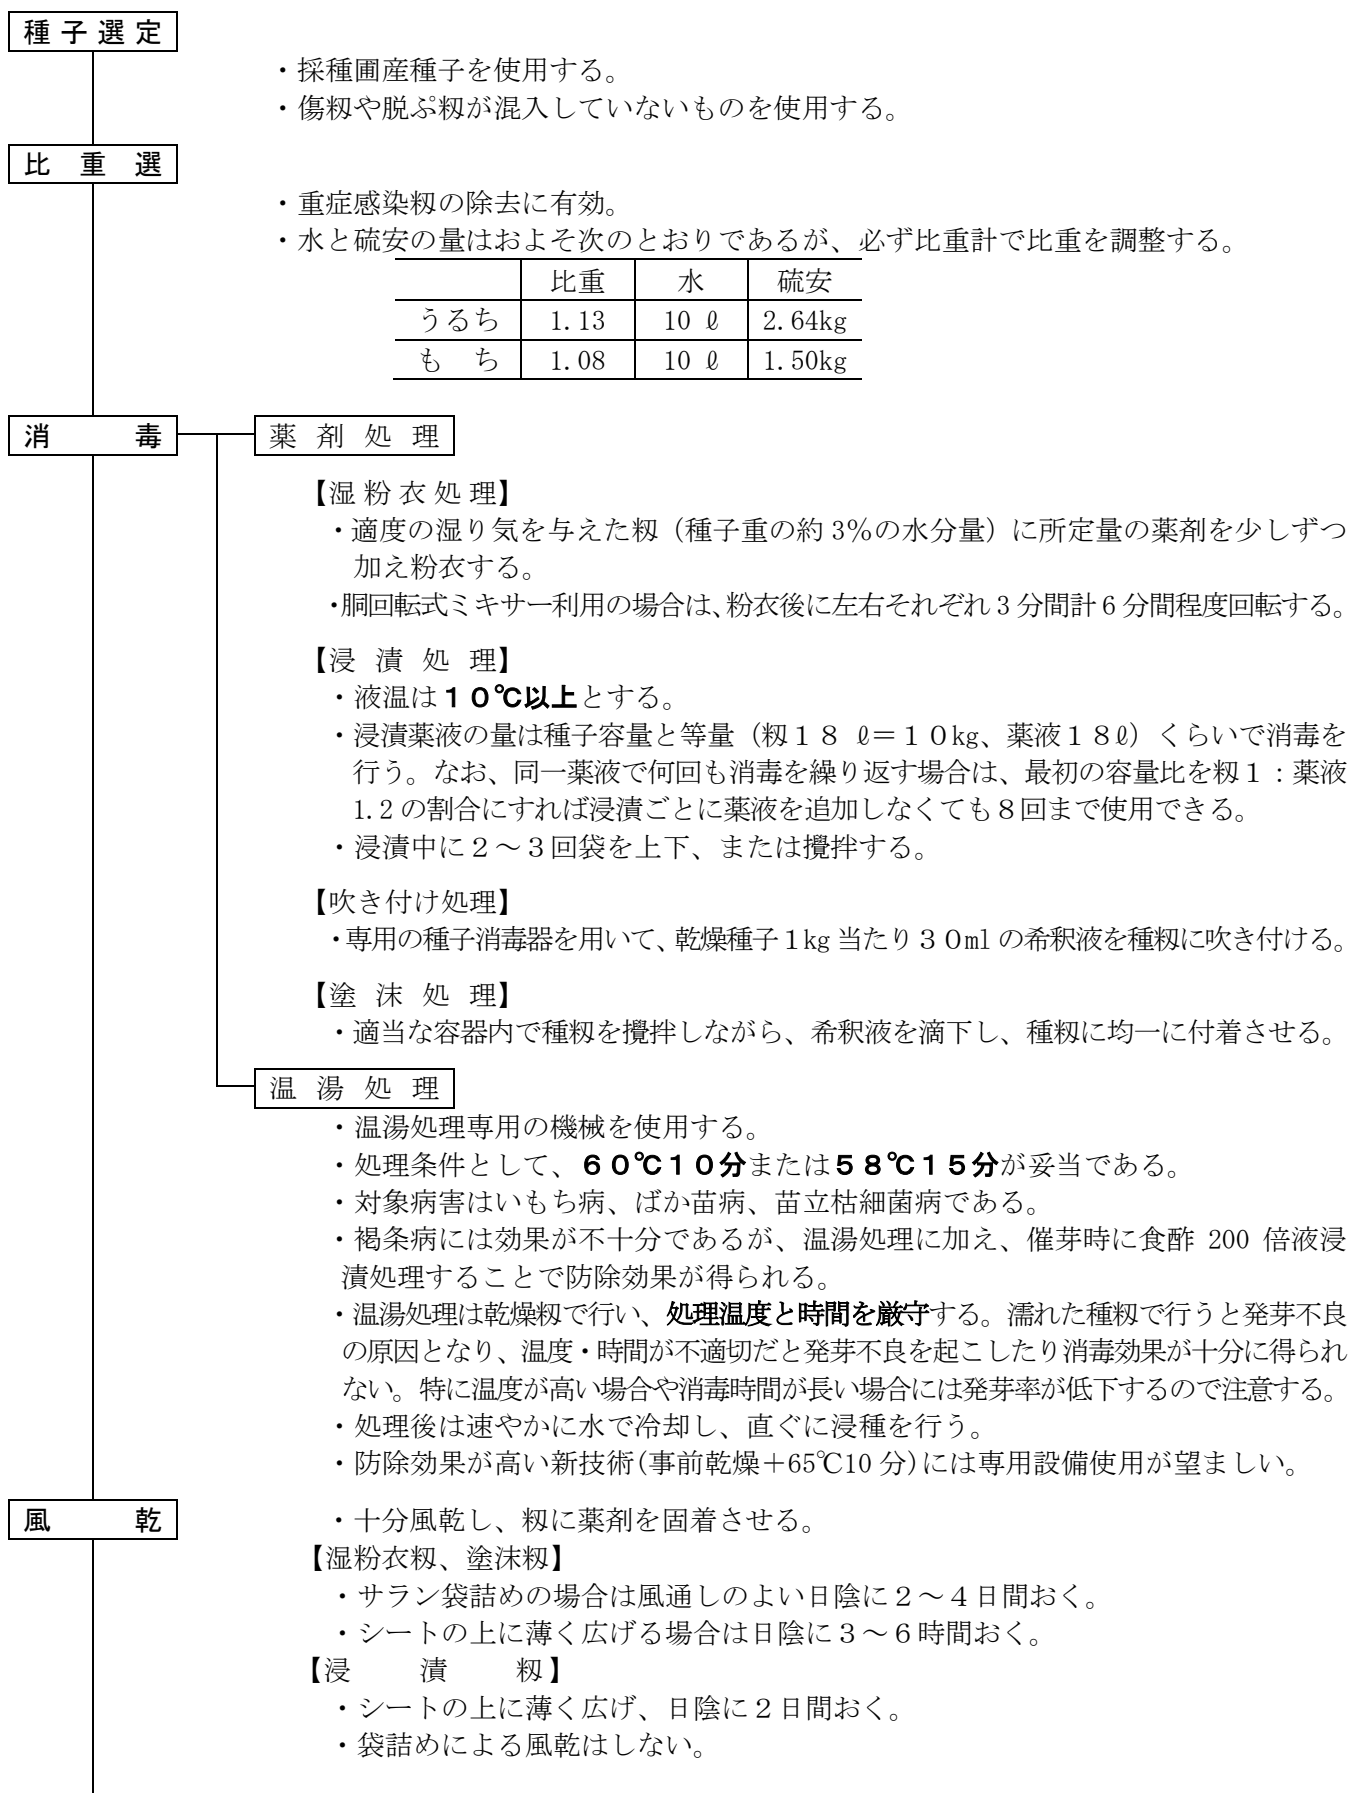 種子選定
・採種圃産種子を使用する。
・傷籾や脱ぷ籾が混入していないものを使用する。
比重選
・重症感染籾の除去に有効。
・水と硫安の量はおよそ次のとおりであるが、必ず比重計で比重を調整する。
比重 水 硫安
うるち 1.13 10 ℓ 2.64kg
も ち 1.08 10 ℓ 1.50kg
消 毒 薬剤処理
【湿粉衣処理】
・適度の湿り気を与えた籾（種子重の約3％の水分量）に所定量の薬剤を少しずつ
加え粉衣する。
・胴回転式ミキサー利用の場合は、粉衣後に左右それぞれ3分間計6分間程度回転する。
【浸漬処理】
・液温は１０℃以上とする。
・浸漬薬液の量は種子容量と等量（籾１８ ℓ＝１０kg、薬液１８ℓ）くらいで消毒を
行う。なお、同一薬液で何回も消毒を繰り返す場合は、最初の容量比を籾１：薬液
1.2の割合にすれば浸漬ごとに薬液を追加しなくても８回まで使用できる。
・浸漬中に２～３回袋を上下、または攪拌する。
【吹き付け処理】
・専用の種子消毒器を用いて、乾燥種子１kg当たり３０mlの希釈液を種籾に吹き付ける。
【塗沫処理】
・適当な容器内で種籾を攪拌しながら、希釈液を滴下し、種籾に均一に付着させる。
温湯処理
・温湯処理専用の機械を使用する。
・処理条件として、６０℃１０分または５８℃１５分が妥当である。
・対象病害はいもち病、ばか苗病、苗立枯細菌病である。
・褐条病には効果が不十分であるが、温湯処理に加え、催芽時に食酢 200 倍液浸
漬処理することで防除効果が得られる。
・温湯処理は乾燥籾で行い、処理温度と時間を厳守する。濡れた種籾で行うと発芽不良
の原因となり、温度・時間が不適切だと発芽不良を起こしたり消毒効果が十分に得られ
ない。特に温度が高い場合や消毒時間が長い場合には発芽率が低下するので注意する。
・処理後は速やかに水で冷却し、直ぐに浸種を行う。
・防除効果が高い新技術(事前乾燥＋65℃10分)には専用設備使用が望ましい。
風 乾 ・十分風乾し、籾に薬剤を固着させる。
【湿粉衣籾、塗沫籾】
・サラン袋詰めの場合は風通しのよい日陰に２～４日間おく。
・シートの上に薄く広げる場合は日陰に３～６時間おく。
【浸 漬 籾】
・シートの上に薄く広げ、日陰に２日間おく。
・袋詰めによる風乾はしない。